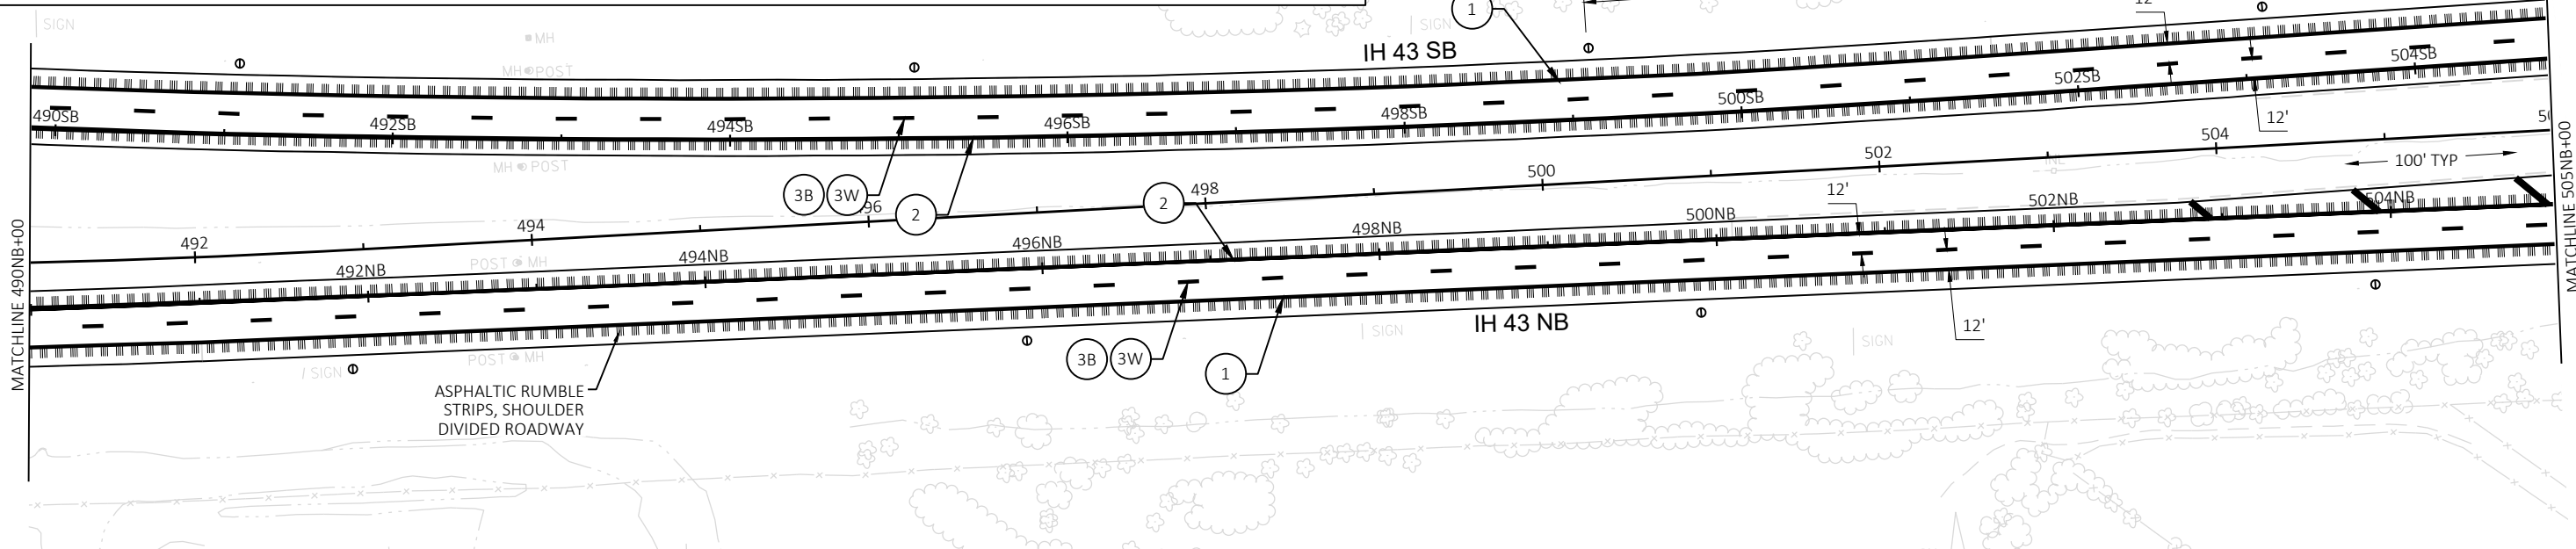 SIGN
MH
MH POST
IH 43 SB
SIGN
1
12'
490SB
492SB
494SB
496SB
498SB
500SB
502SB
504SB
12'
MH POST
3B 3W
2
2
492
494
496
498
500
502
504
100' TYP
INL
12'
MATCHLINE 490NB+00
MATCHLINE 505NB+00
POST MH
492NB
494NB
496NB
498NB
500NB
502NB
504NB
POST MH
SIGN
3B 3W
1
SIGN
IH 43 NB
SIGN
12'
ASPHALTIC RUMBLE
STRIPS, SHOULDER
DIVIDED ROADWAY